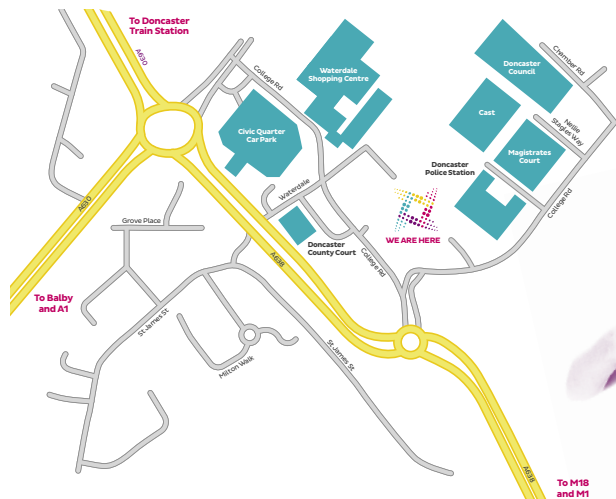 To Doncaster
Train Station
A630
College Rd
Waterdale
Shopping Centre
Doncaster
Council
Chamber Rd
Cast
Nellie
Stagles Way
Civic Quarter
Car Park
Magistrates
Court
Doncaster
Police Station
Waterdale
College Rd
A630
Grove Place
WE ARE HERE
Doncaster
County Court
College Rd
A638
To Balby
and A1
St James St
St James St
Milton Walk
A638
To M18
and M1